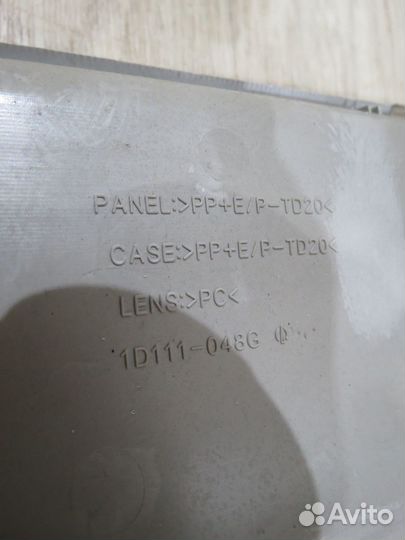 PANEL:>PP+E/P-TD20<
CASE:>PP+E/P-TD20<
LENS:>PC<
1D111-048G
Avito